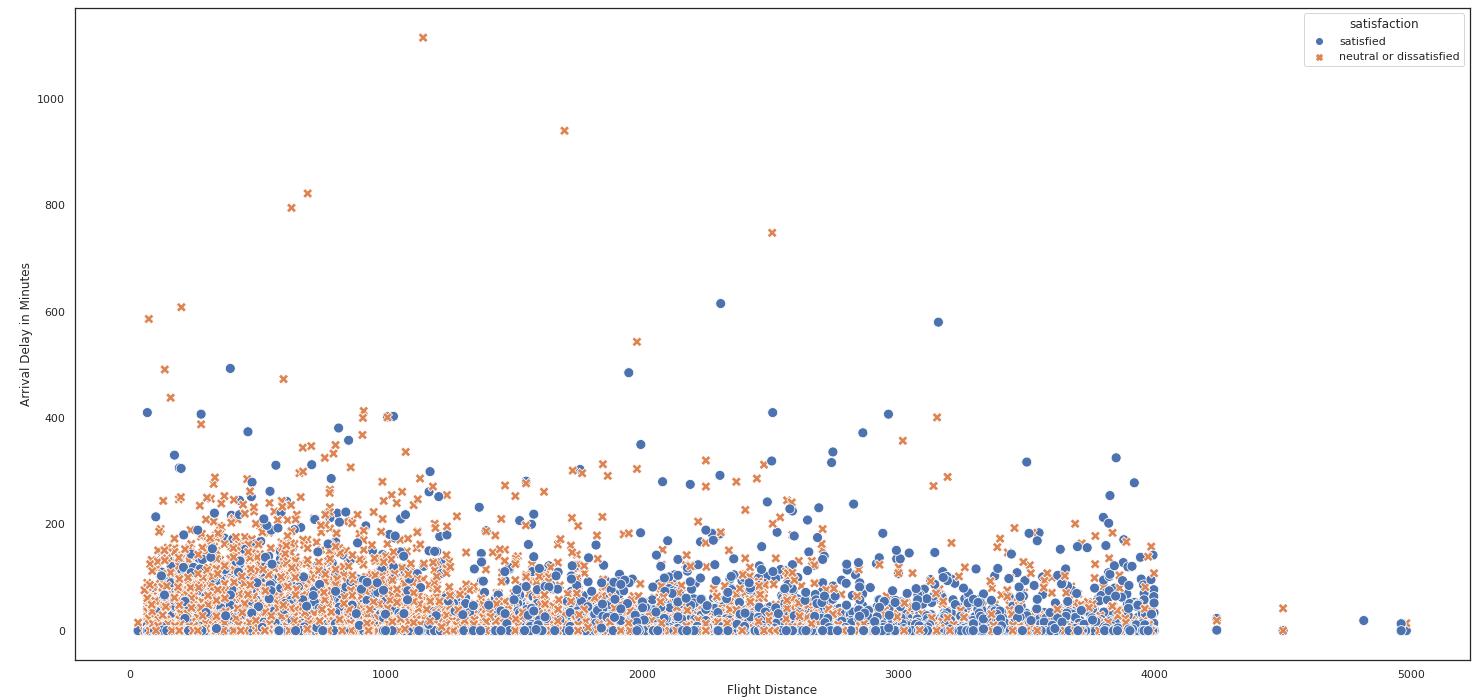 satisfaction
satisfied
neutral or dissatisfied
Arrival Delay in Minutes
1000
800
600
400
200
0
0 1000 2000 3000 4000 5000
Flight Distance